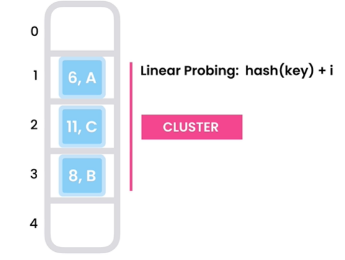 0
1
6, A
Linear Probing: hash(key) + i
2
11, C
CLUSTER
3
8, B
4